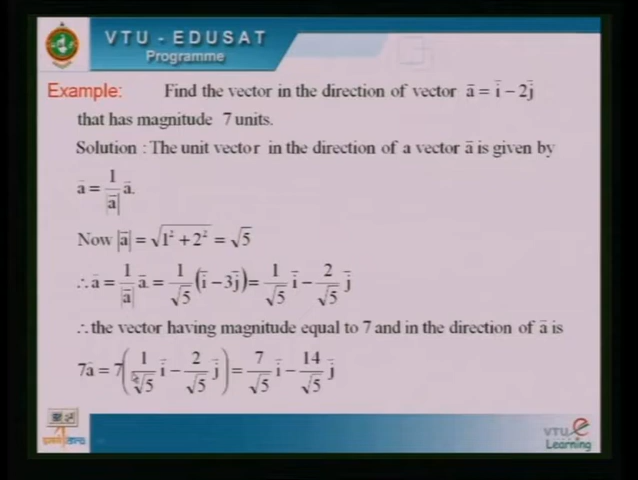 VTU - EDUSAT
Programme
Example: Find the vector in the direction of vector a̅ = i̅ − 2j̅
that has magnitude 7 units.
Solution : The unit vector in the direction of a vector a̅ is given by
a̅ = 1/|a̅| a̅.
Now |a̅| = √(1² + 2²) = √5
∴ a̅ = 1/|a̅| a̅. = 1/√5 (i̅ − 3j̅) = 1/√5 i̅ − 2/√5 j̅
∴ the vector having magnitude equal to 7 and in the direction of a̅ is
7a̅ = 7(1/√5 i̅ − 2/√5 j̅) = 7/√5 i̅ − 14/√5 j̅
VTU e
Learning